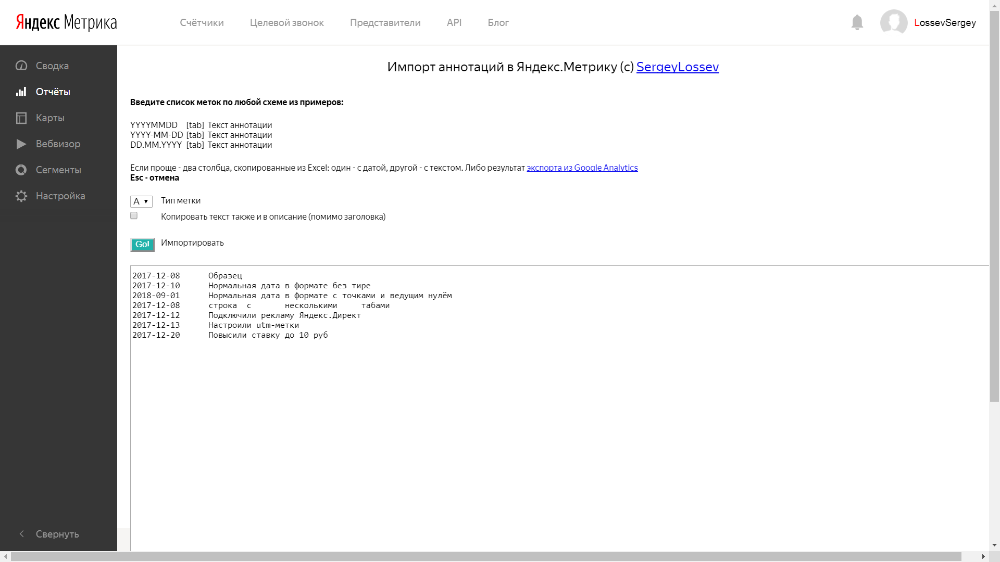 Яндекс Метрика
Счётчики Целевой звонок Представители API Блог
LossevSergey
Сводка
Отчёты
Карты
Вебвизор
Сегменты
Настройка
Свернуть
Импорт аннотаций в Яндекс.Метрику (c) SergeyLossev
Введите список меток по любой схеме из примеров:
YYYYMMDD [tab] Текст аннотации
YYYY-MM-DD [tab] Текст аннотации
DD.MM.YYYY [tab] Текст аннотации
Если проще - два столбца, скопированные из Excel: один - с датой, другой - с текстом. Либо результат экспорта из Google Analytics
Esc - отмена
A Тип метки
Копировать текст также и в описание (помимо заголовка)
Go! Импортировать
2017-12-08 Образец
2017-12-10 Нормальная дата в формате без тире
2018-09-01 Нормальная дата в формате с точками и ведущим нулём
2017-12-08 строка с несколькими табами
2017-12-12 Подключили рекламу Яндекс.Директ
2017-12-13 Настроили utm-метки
2017-12-20 Повысили ставку до 10 руб